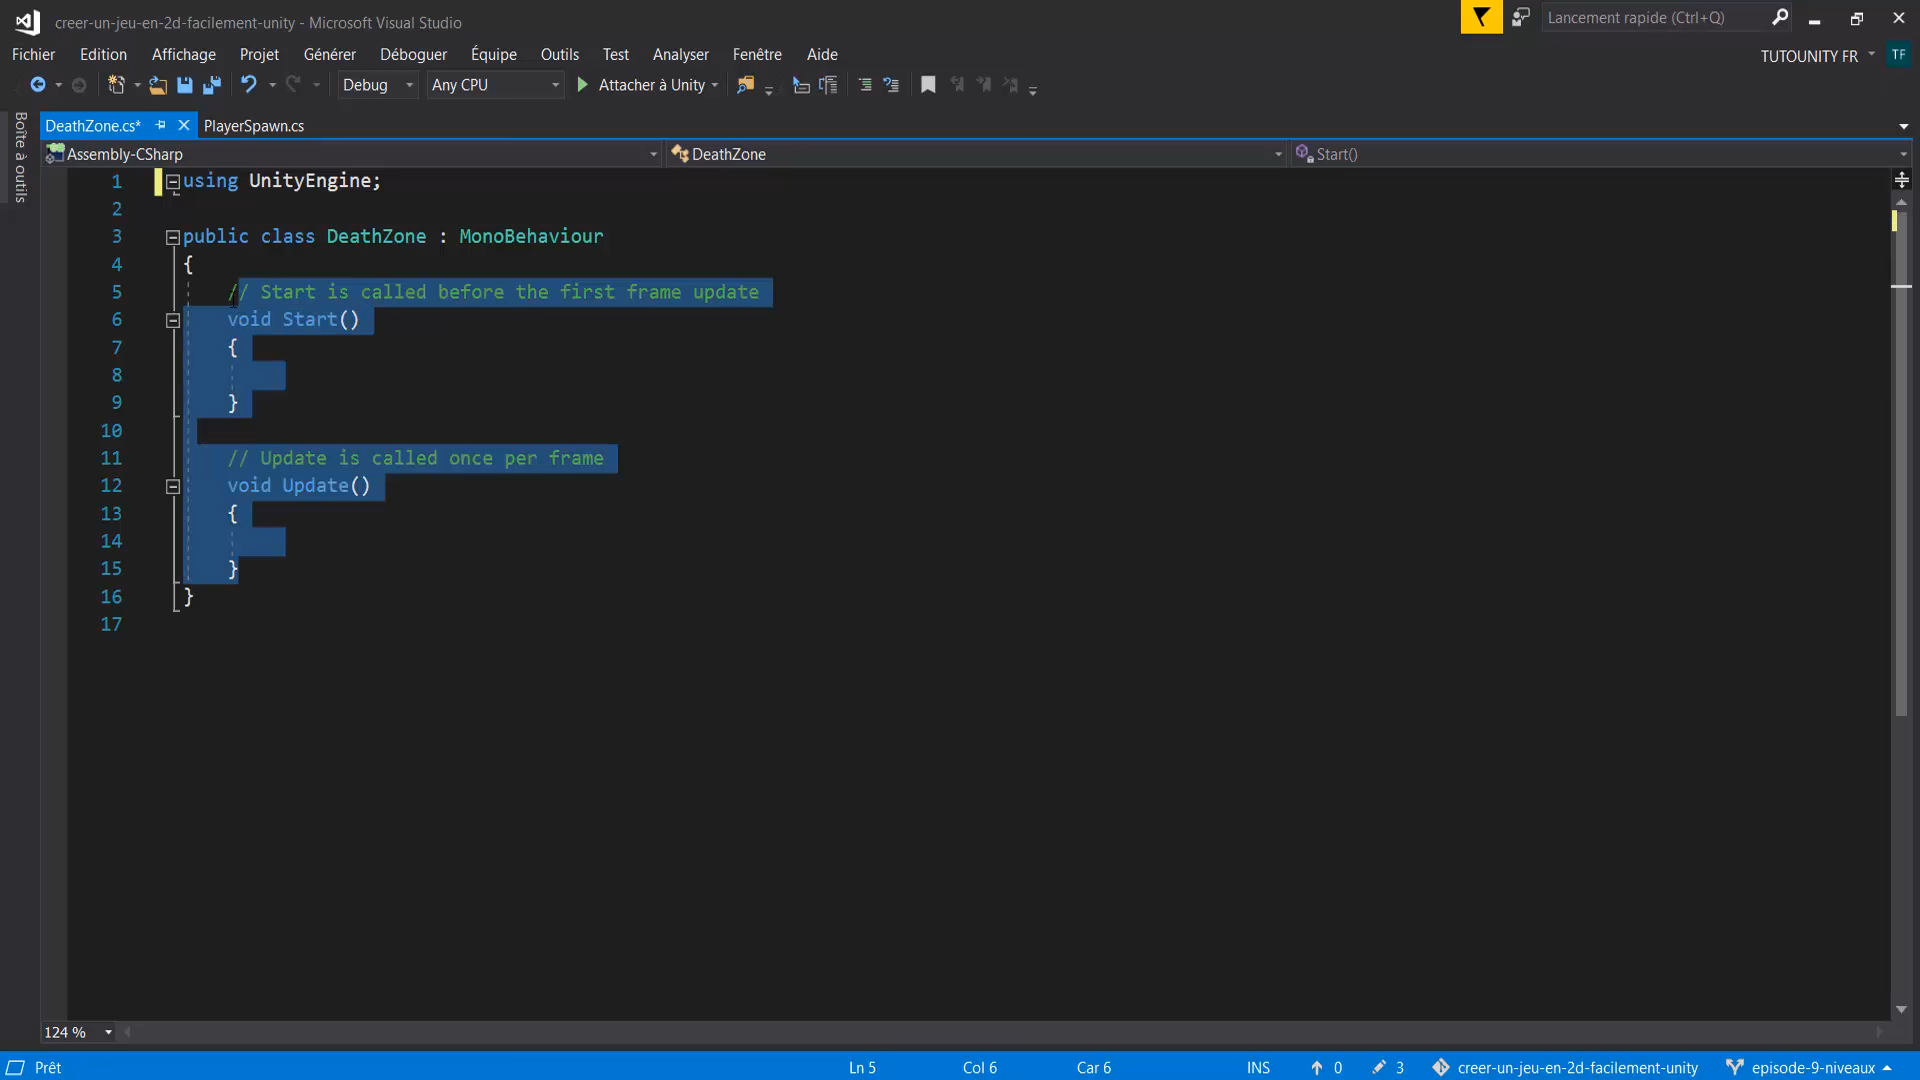 creer-un-jeu-en-2d-facilement-unity - Microsoft Visual Studio
Lancement rapide (Ctrl+Q)
Fichier Edition Affichage Projet Générer Déboguer Équipe Outils Test Analyser Fenêtre Aide
TUTOUNITY FR TF
Debug Any CPU Attacher à Unity
Boîte à outils
DeathZone.cs* PlayerSpawn.cs
Assembly-CSharp DeathZone Start()
1 using UnityEngine;
2
3 public class DeathZone : MonoBehaviour
4 {
5 // Start is called before the first frame update
6 void Start()
7 {
8
9 }
10
11 // Update is called once per frame
12 void Update()
13 {
14
15 }
16 }
17
124 %
Prêt Ln 5 Col 6 Car 6 INS 0 3 creer-un-jeu-en-2d-facilement-unity episode-9-niveaux